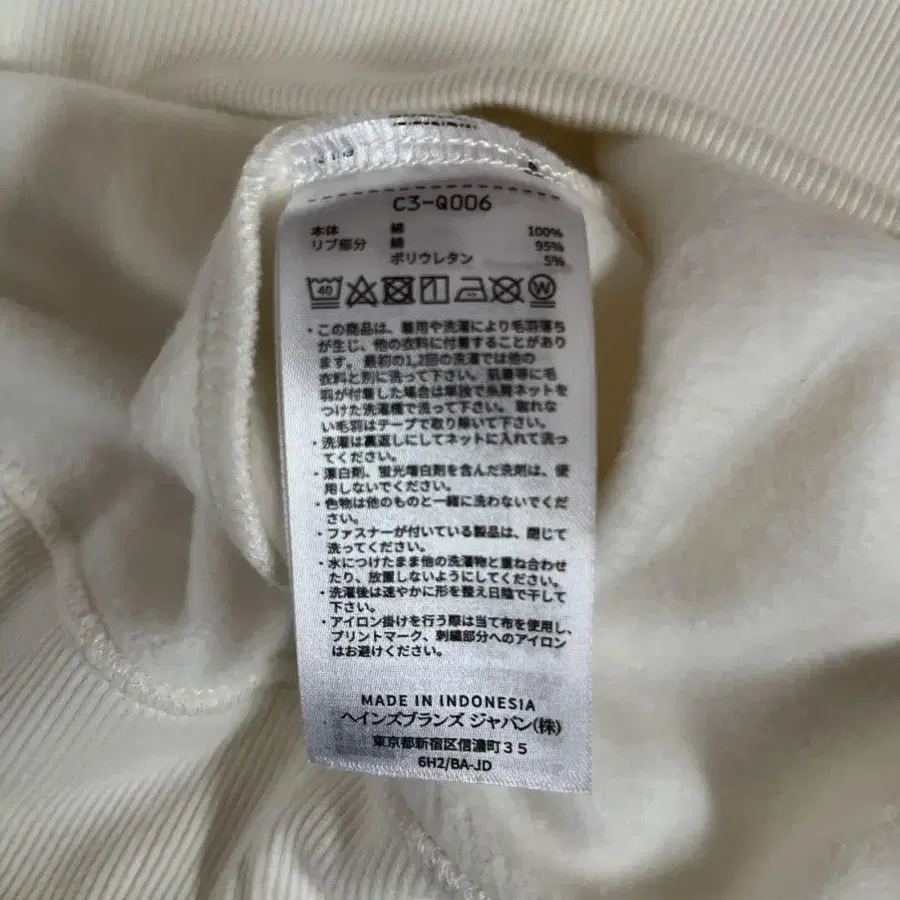 C3-Q006
本体 綿 100%
リブ部分 綿 95%
ポリウレタン 5%
40
W
・この商品は、着用や洗濯により毛羽落ち
が生じ、他の衣料に付着することがあり
ます。最初の1,2回の洗濯では他の
衣料と別に洗って下さい。肌着等に毛
羽が付着した場合は単独で糸屑ネットを
つけた洗濯機で洗って下さい。取れな
い毛羽はテープで取り除いて下さい。
・洗濯は裏返しにしてネットに入れて洗っ
てください。
・漂白剤、蛍光増白剤を含んだ洗剤は、使
用しないでください。
・色物は他のものと一緒に洗わないでくだ
さい。
・ファスナーが付いている製品は、閉じて
洗ってください。
・水につけたまま他の洗濯物と重ね合わせ
たり、放置しないようにしてください。
・洗濯後は速やかに形を整え日陰で干して
下さい。
・アイロン掛けを行う際は当て布を使用し、
プリントマーク、刺繍部分へのアイロン
はお避けください。
MADE IN INDONESIA
ヘインズブランズ ジャパン(株)
東京都新宿区信濃町35
6H2/BA-JD